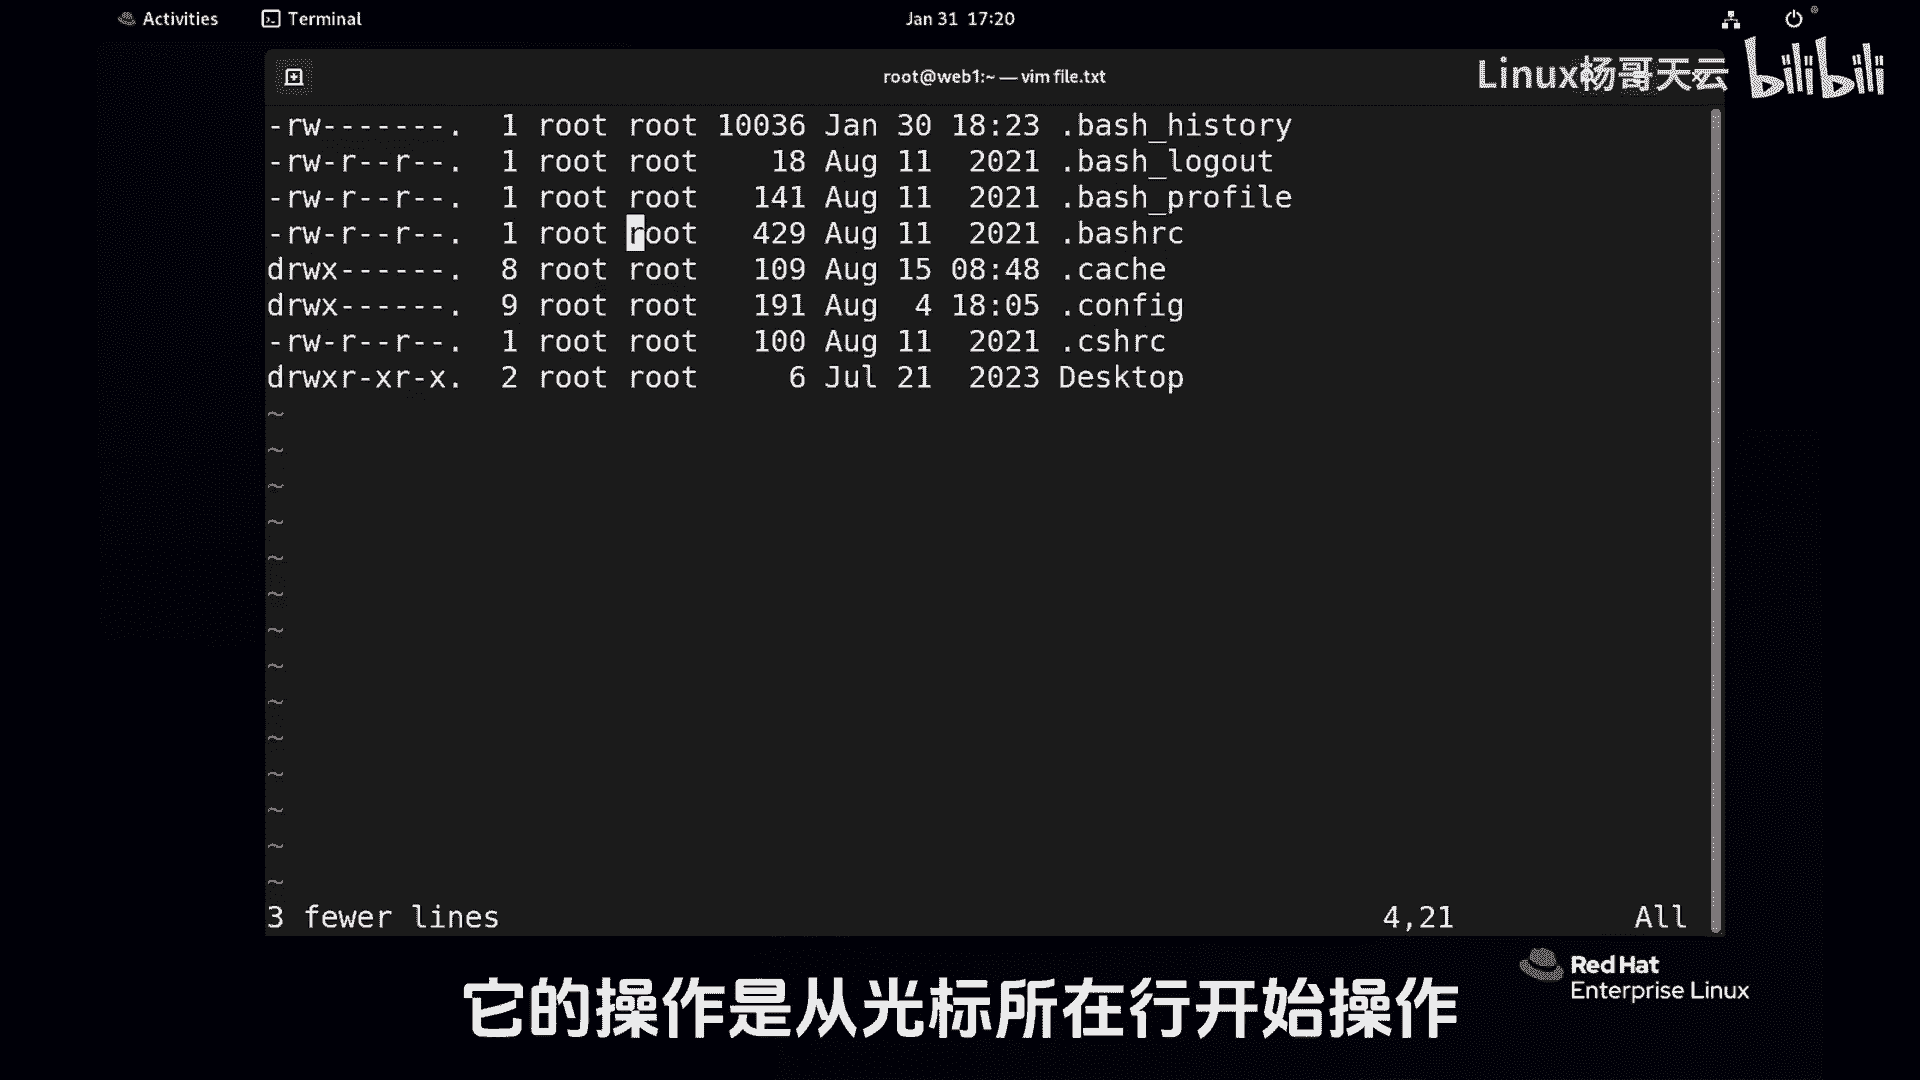 Activities Terminal Jan 31 17:20
root@web1:~ — vim file.txt
Linux杨哥天云 bilibili
-rw-------.  1 root root 10036 Jan 30 18:23 .bash_history
-rw-r--r--.  1 root root    18 Aug 11  2021 .bash_logout
-rw-r--r--.  1 root root   141 Aug 11  2021 .bash_profile
-rw-r--r--.  1 root root   429 Aug 11  2021 .bashrc
drwx------.  8 root root   109 Aug 15 08:48 .cache
drwx------.  9 root root   191 Aug  4 18:05 .config
-rw-r--r--.  1 root root   100 Aug 11  2021 .cshrc
drwxr-xr-x.  2 root root     6 Jul 21  2023 Desktop
~
~
~
~
~
~
~
~
~
~
~
~
~
~
3 fewer lines 4,21 All
Red Hat
Enterprise Linux
它的操作是从光标所在行开始操作